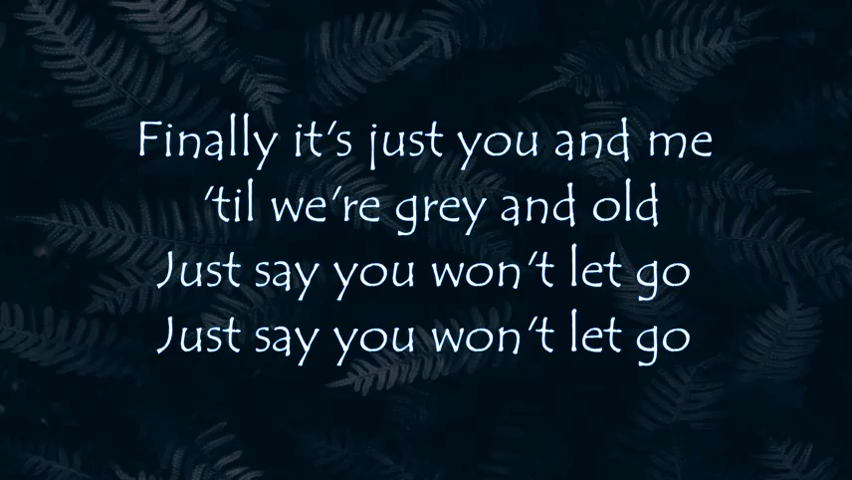 Finally it's just you and me
'til we're grey and old
Just say you won't let go
Just say you won't let go